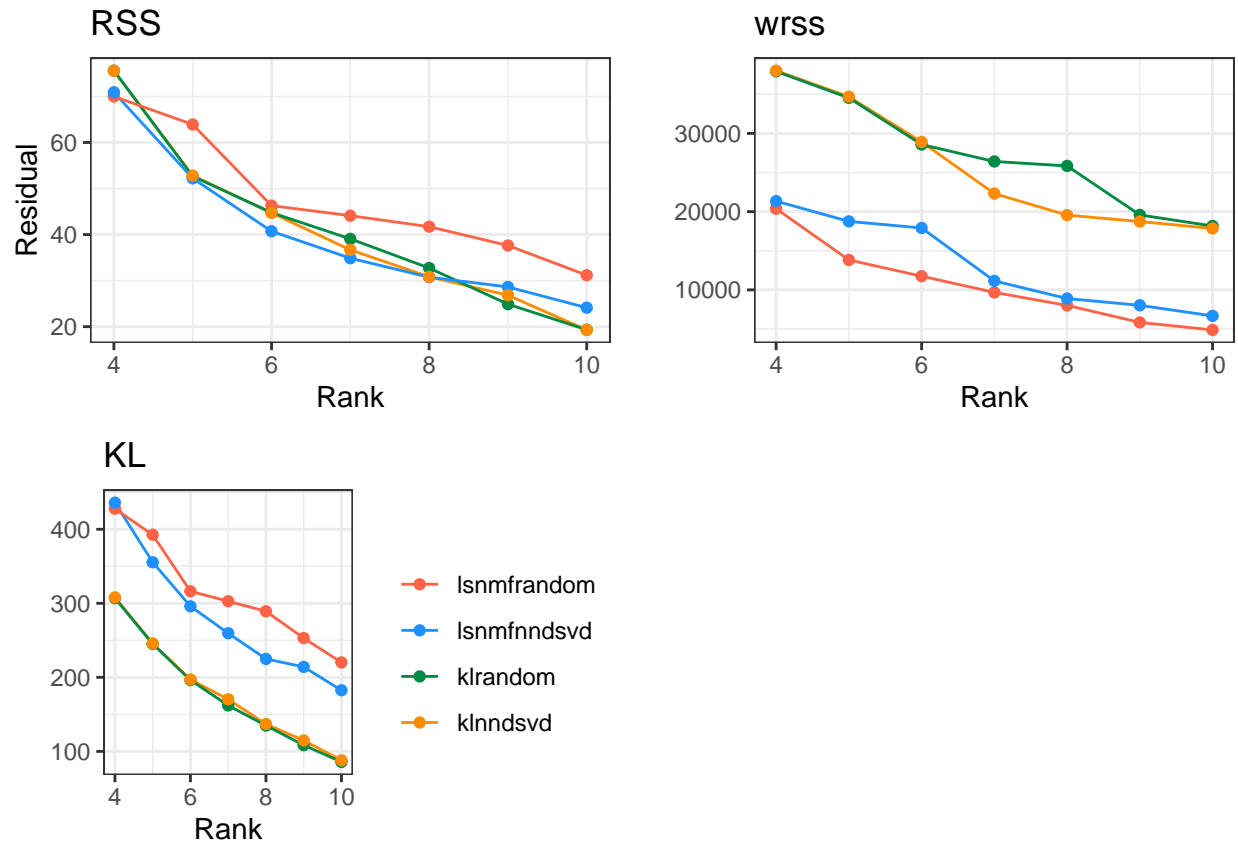 RSS
Residual
60
40
20
4 6 8 10
Rank
wrss
30000
20000
10000
4 6 8 10
Rank
KL
400
300
200
100
4 6 8 10
Rank
lsnmfrandom
lsnmfnndsvd
klrandom
klnndsvd